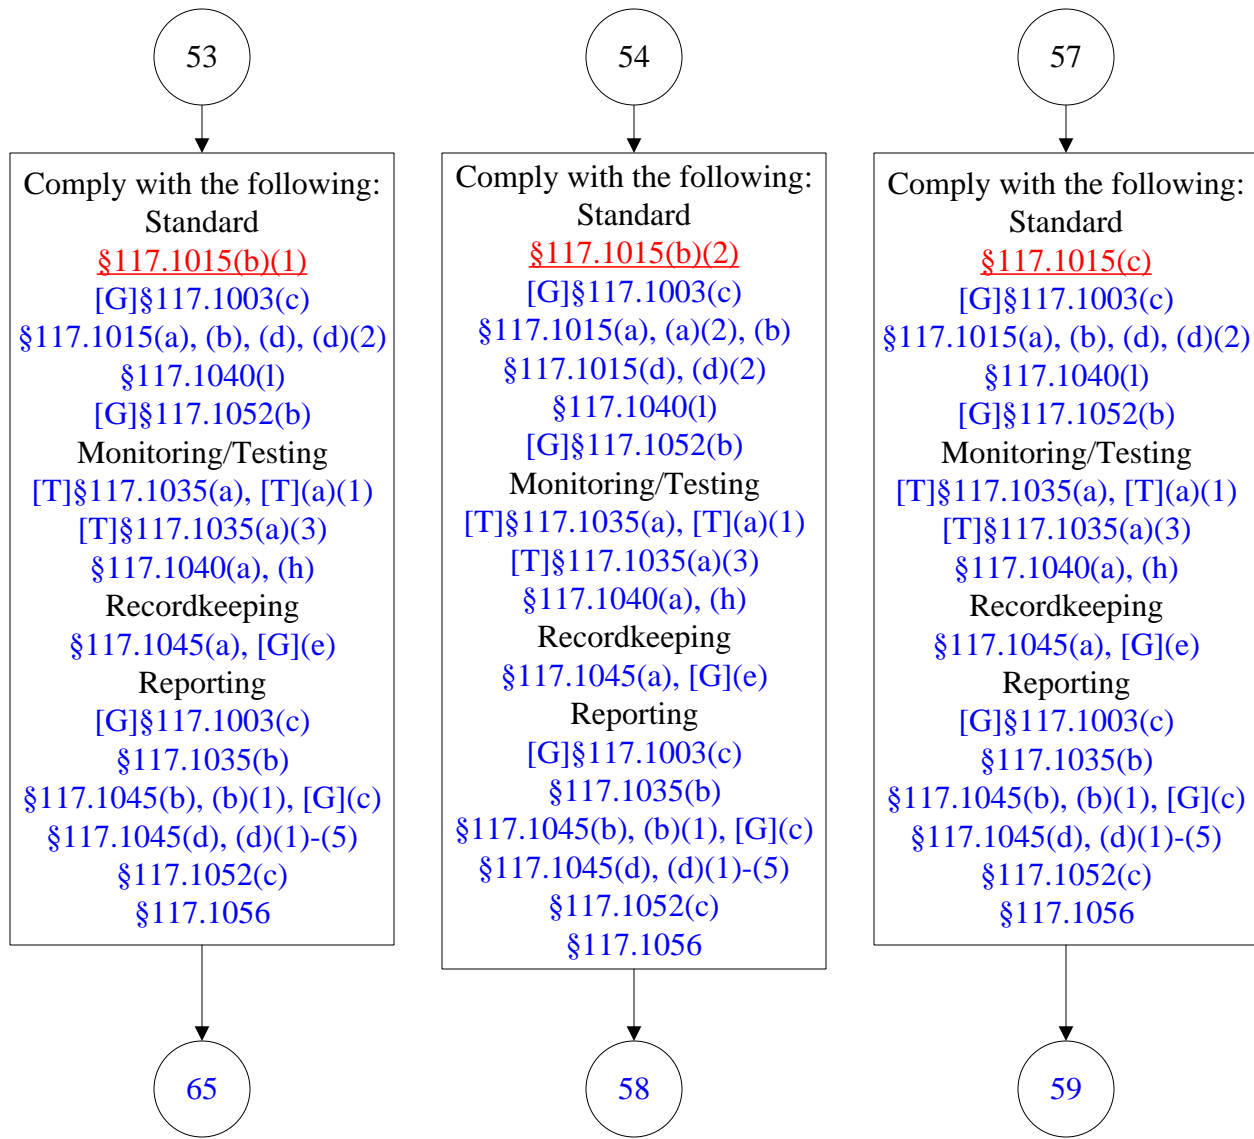 53
Comply with the following:
Standard
§117.1015(b)(1)
[G]§117.1003(c)
§117.1015(a), (b), (d), (d)(2)
§117.1040(l)
[G]§117.1052(b)
Monitoring/Testing
[T]§117.1035(a), [T](a)(1)
[T]§117.1035(a)(3)
§117.1040(a), (h)
Recordkeeping
§117.1045(a), [G](e)
Reporting
[G]§117.1003(c)
§117.1035(b)
§117.1045(b), (b)(1), [G](c)
§117.1045(d), (d)(1)-(5)
§117.1052(c)
§117.1056
65
54
Comply with the following:
Standard
§117.1015(b)(2)
[G]§117.1003(c)
§117.1015(a), (a)(2), (b)
§117.1015(d), (d)(2)
§117.1040(l)
[G]§117.1052(b)
Monitoring/Testing
[T]§117.1035(a), [T](a)(1)
[T]§117.1035(a)(3)
§117.1040(a), (h)
Recordkeeping
§117.1045(a), [G](e)
Reporting
[G]§117.1003(c)
§117.1035(b)
§117.1045(b), (b)(1), [G](c)
§117.1045(d), (d)(1)-(5)
§117.1052(c)
§117.1056
58
57
Comply with the following:
Standard
§117.1015(c)
[G]§117.1003(c)
§117.1015(a), (b), (d), (d)(2)
§117.1040(l)
[G]§117.1052(b)
Monitoring/Testing
[T]§117.1035(a), [T](a)(1)
[T]§117.1035(a)(3)
§117.1040(a), (h)
Recordkeeping
§117.1045(a), [G](e)
Reporting
[G]§117.1003(c)
§117.1035(b)
§117.1045(b), (b)(1), [G](c)
§117.1045(d), (d)(1)-(5)
§117.1052(c)
§117.1056
59